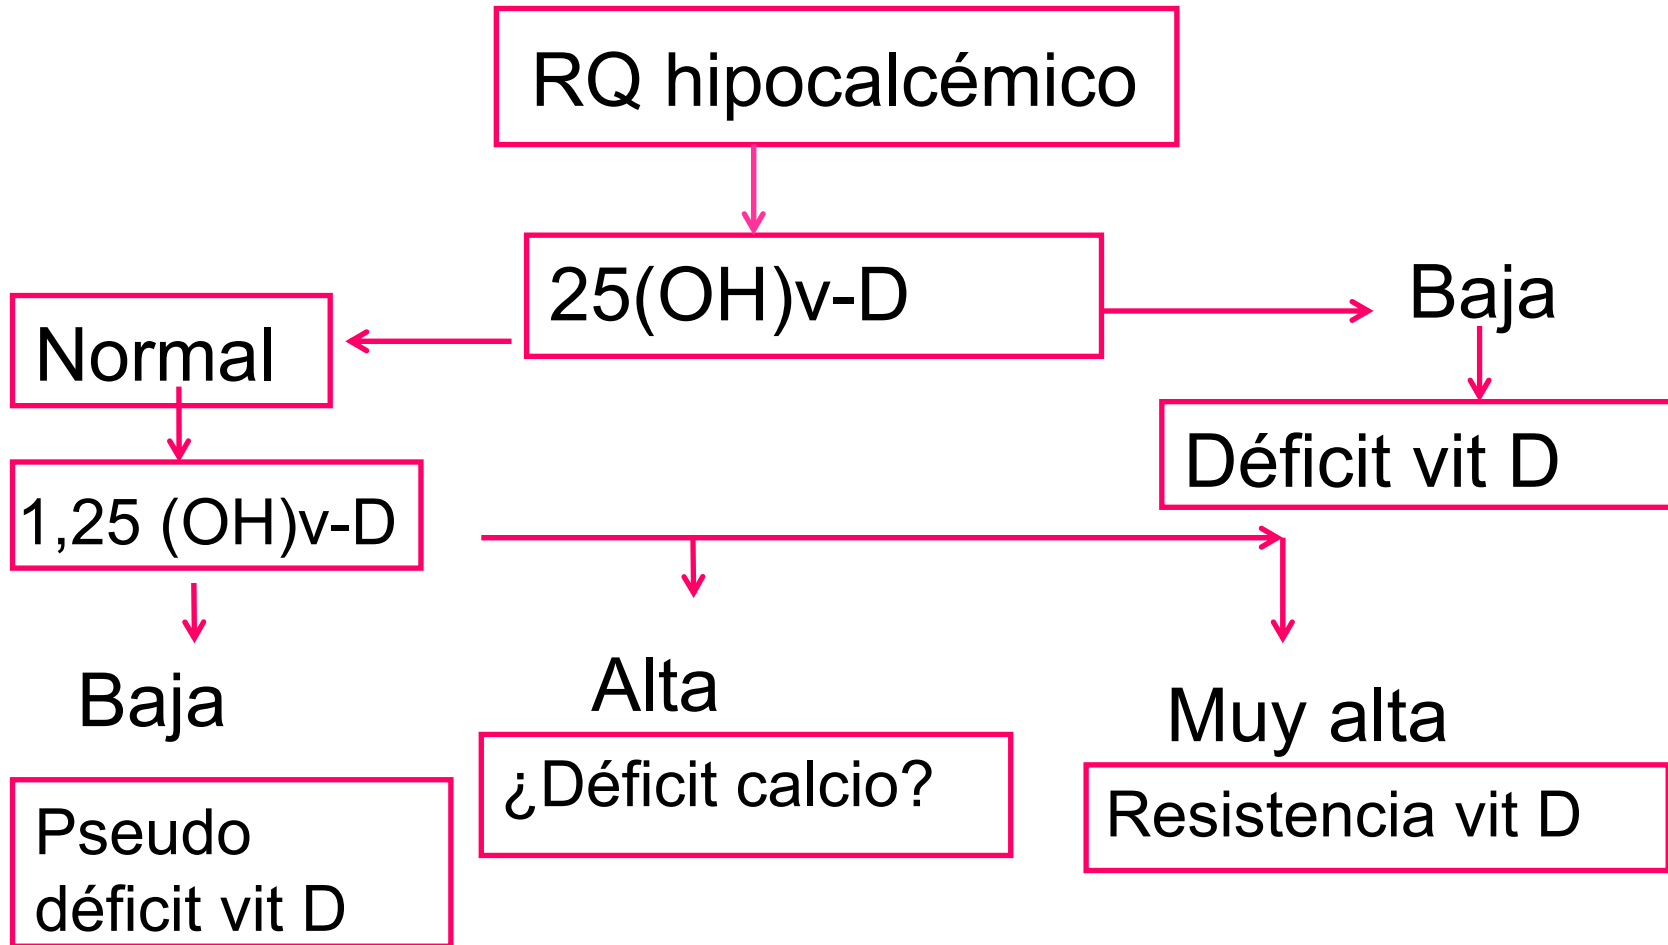 RQ hipocalcémico
25(OH)v-D
Baja
Normal
Déficit vit D
1,25 (OH)v-D
Baja
Alta
Muy alta
¿Déficit calcio?
Resistencia vit D
Pseudo
déficit vit D